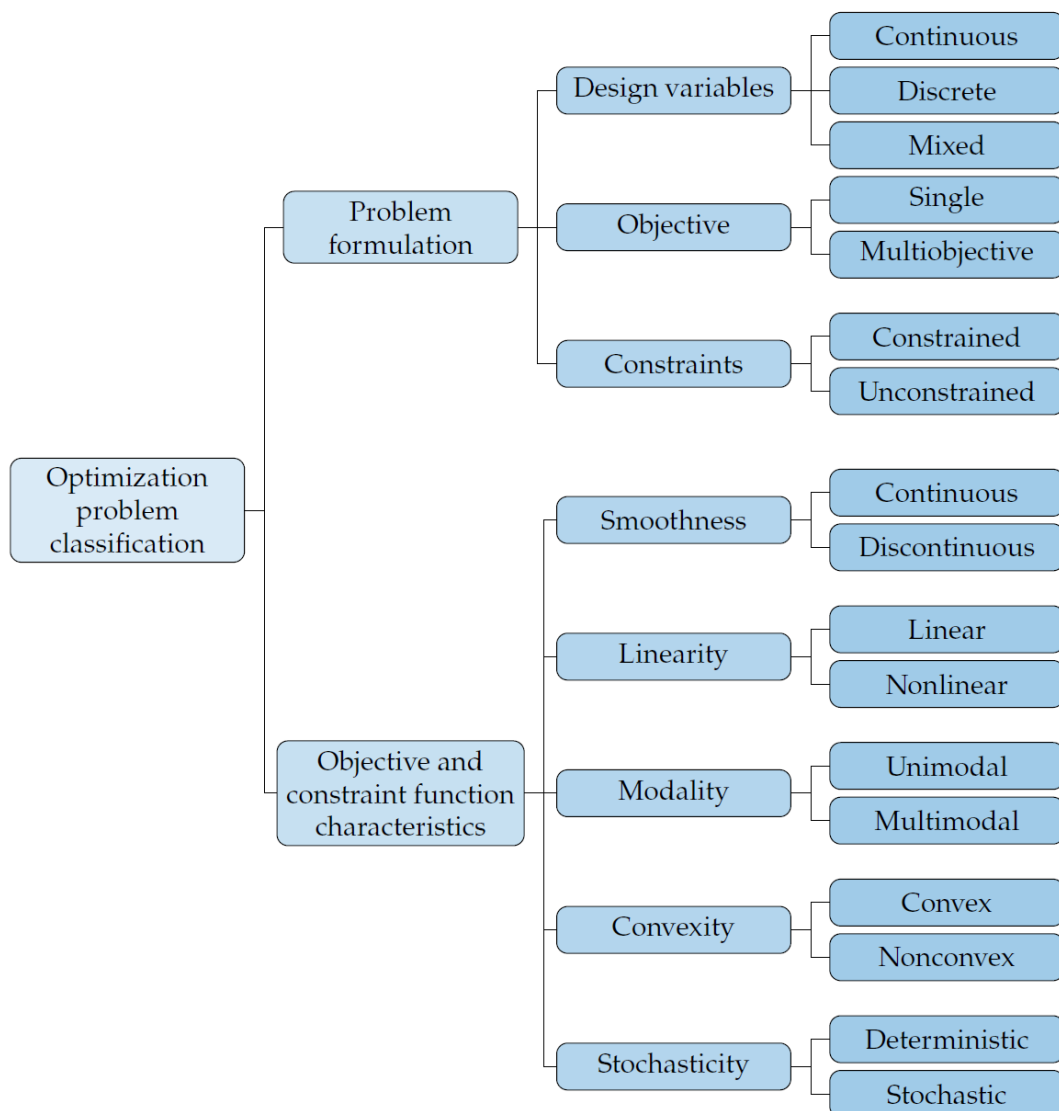 Optimization
problem
classification
Problem
formulation
Design variables
Continuous
Discrete
Mixed
Objective
Single
Multiobjective
Constraints
Constrained
Unconstrained
Objective and
constraint function
characteristics
Smoothness
Continuous
Discontinuous
Linearity
Linear
Nonlinear
Modality
Unimodal
Multimodal
Convexity
Convex
Nonconvex
Stochasticity
Deterministic
Stochastic